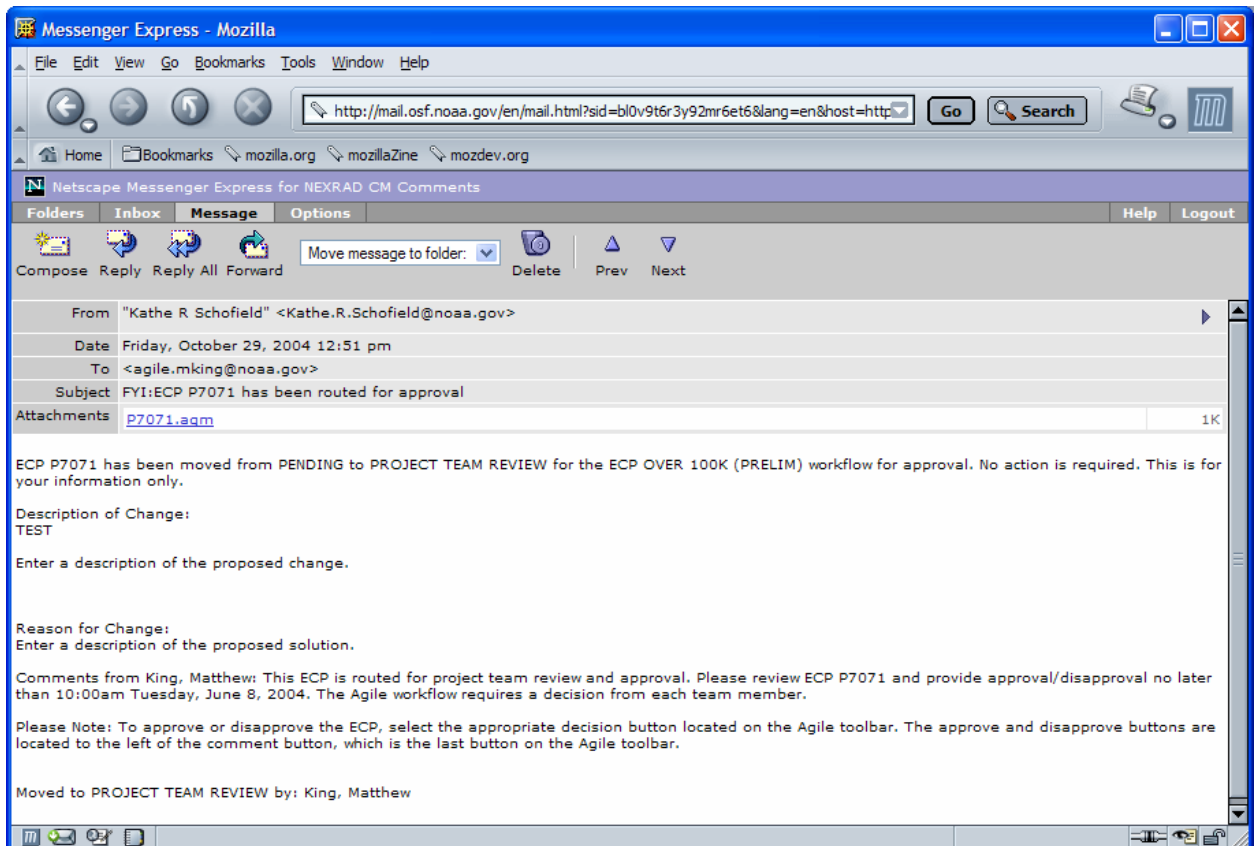 Messenger Express - Mozilla
File Edit View Go Bookmarks Tools Window Help
http://mail.osf.noaa.gov/en/mail.html?sid=bl0v9t6r3y92mr6et6&lang=en&host=http Go Search
Home Bookmarks mozilla.org mozillaZine mozdev.org
N Netscape Messenger Express for NEXRAD CM Comments
Folders Inbox Message Options Help Logout
Move message to folder:
Compose Reply Reply All Forward Delete Prev Next
From "Kathe R Schofield" <Kathe.R.Schofield@noaa.gov>
Date Friday, October 29, 2004 12:51 pm
To <agile.mking@noaa.gov>
Subject FYI:ECP P7071 has been routed for approval
Attachments P7071.aqm 1K
ECP P7071 has been moved from PENDING to PROJECT TEAM REVIEW for the ECP OVER 100K (PRELIM) workflow for approval. No action is required. This is for
your information only.
Description of Change:
TEST
Enter a description of the proposed change.
Reason for Change:
Enter a description of the proposed solution.
Comments from King, Matthew: This ECP is routed for project team review and approval. Please review ECP P7071 and provide approval/disapproval no later
than 10:00am Tuesday, June 8, 2004. The Agile workflow requires a decision from each team member.
Please Note: To approve or disapprove the ECP, select the appropriate decision button located on the Agile toolbar. The approve and disapprove buttons are
located to the left of the comment button, which is the last button on the Agile toolbar.
Moved to PROJECT TEAM REVIEW by: King, Matthew